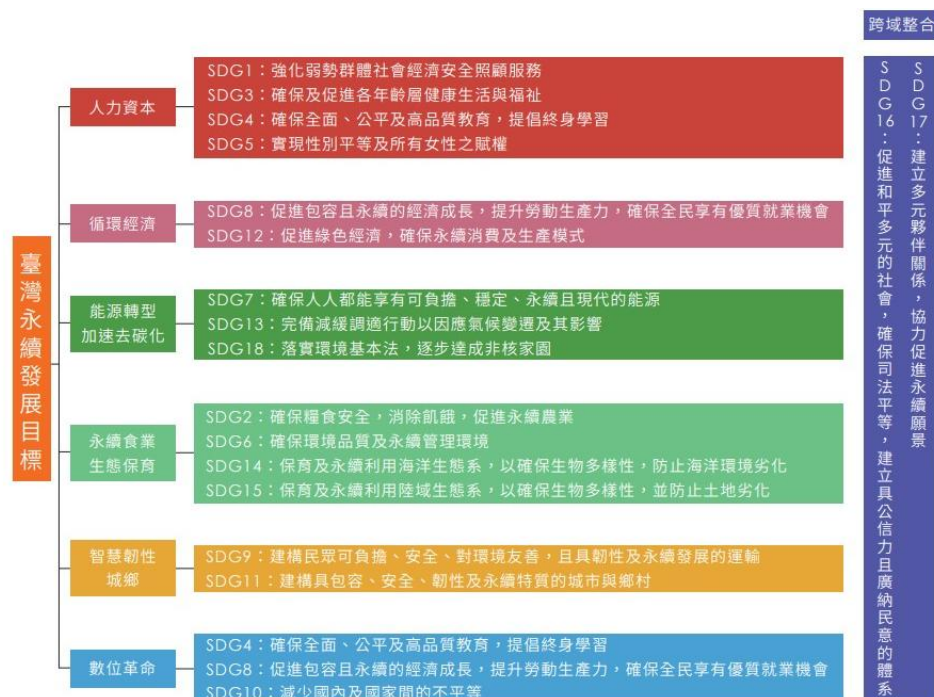 臺灣永續發展目標
人力資本
SDG1：強化弱勢群體社會經濟安全照顧服務
SDG3：確保及促進各年齡層健康生活與福祉
SDG4：確保全面、公平及高品質教育，提倡終身學習
SDG5：實現性別平等及所有女性之賦權
循環經濟
SDG8：促進包容且永續的經濟成長，提升勞動生產力，確保全民享有優質就業機會
SDG12：促進綠色經濟，確保永續消費及生產模式
能源轉型
加速去碳化
SDG7：確保人人都能享有可負擔、穩定、永續且現代的能源
SDG13：完備減緩調適行動以因應氣候變遷及其影響
SDG18：落實環境基本法，逐步達成非核家園
永續食業
生態保育
SDG2：確保糧食安全，消除飢餓，促進永續農業
SDG6：確保環境品質及永續管理環境
SDG14：保育及永續利用海洋生態系，以確保生物多樣性，防止海洋環境劣化
SDG15：保育及永續利用陸域生態系，以確保生物多樣性，並防止土地劣化
智慧韌性
城鄉
SDG9：建構民眾可負擔、安全、對環境友善，且具韌性及永續發展的運輸
SDG11：建構具包容、安全、韌性及永續特質的城市與鄉村
數位革命
SDG4：確保全面、公平及高品質教育，提倡終身學習
SDG8：促進包容且永續的經濟成長，提升勞動生產力，確保全民享有優質就業機會
SDG10：減少國內及國家間的不平等
跨域整合
SDG17：建立多元夥伴關係，協力促進永續願景
SDG16：促進和平多元的社會，確保司法平等，建立具公信力且廣納民意的體系